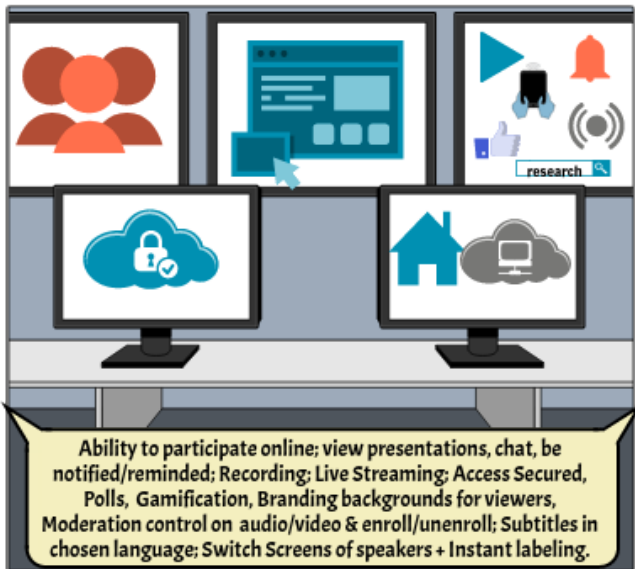 research
Ability to participate online; view presentations, chat, be
notified/reminded; Recording; Live Streaming; Access Secured,
Polls, Gamification, Branding backgrounds for viewers,
Moderation control on audio/video & enroll/unenroll; Subtitles in
chosen language; Switch Screens of speakers + Instant labeling.